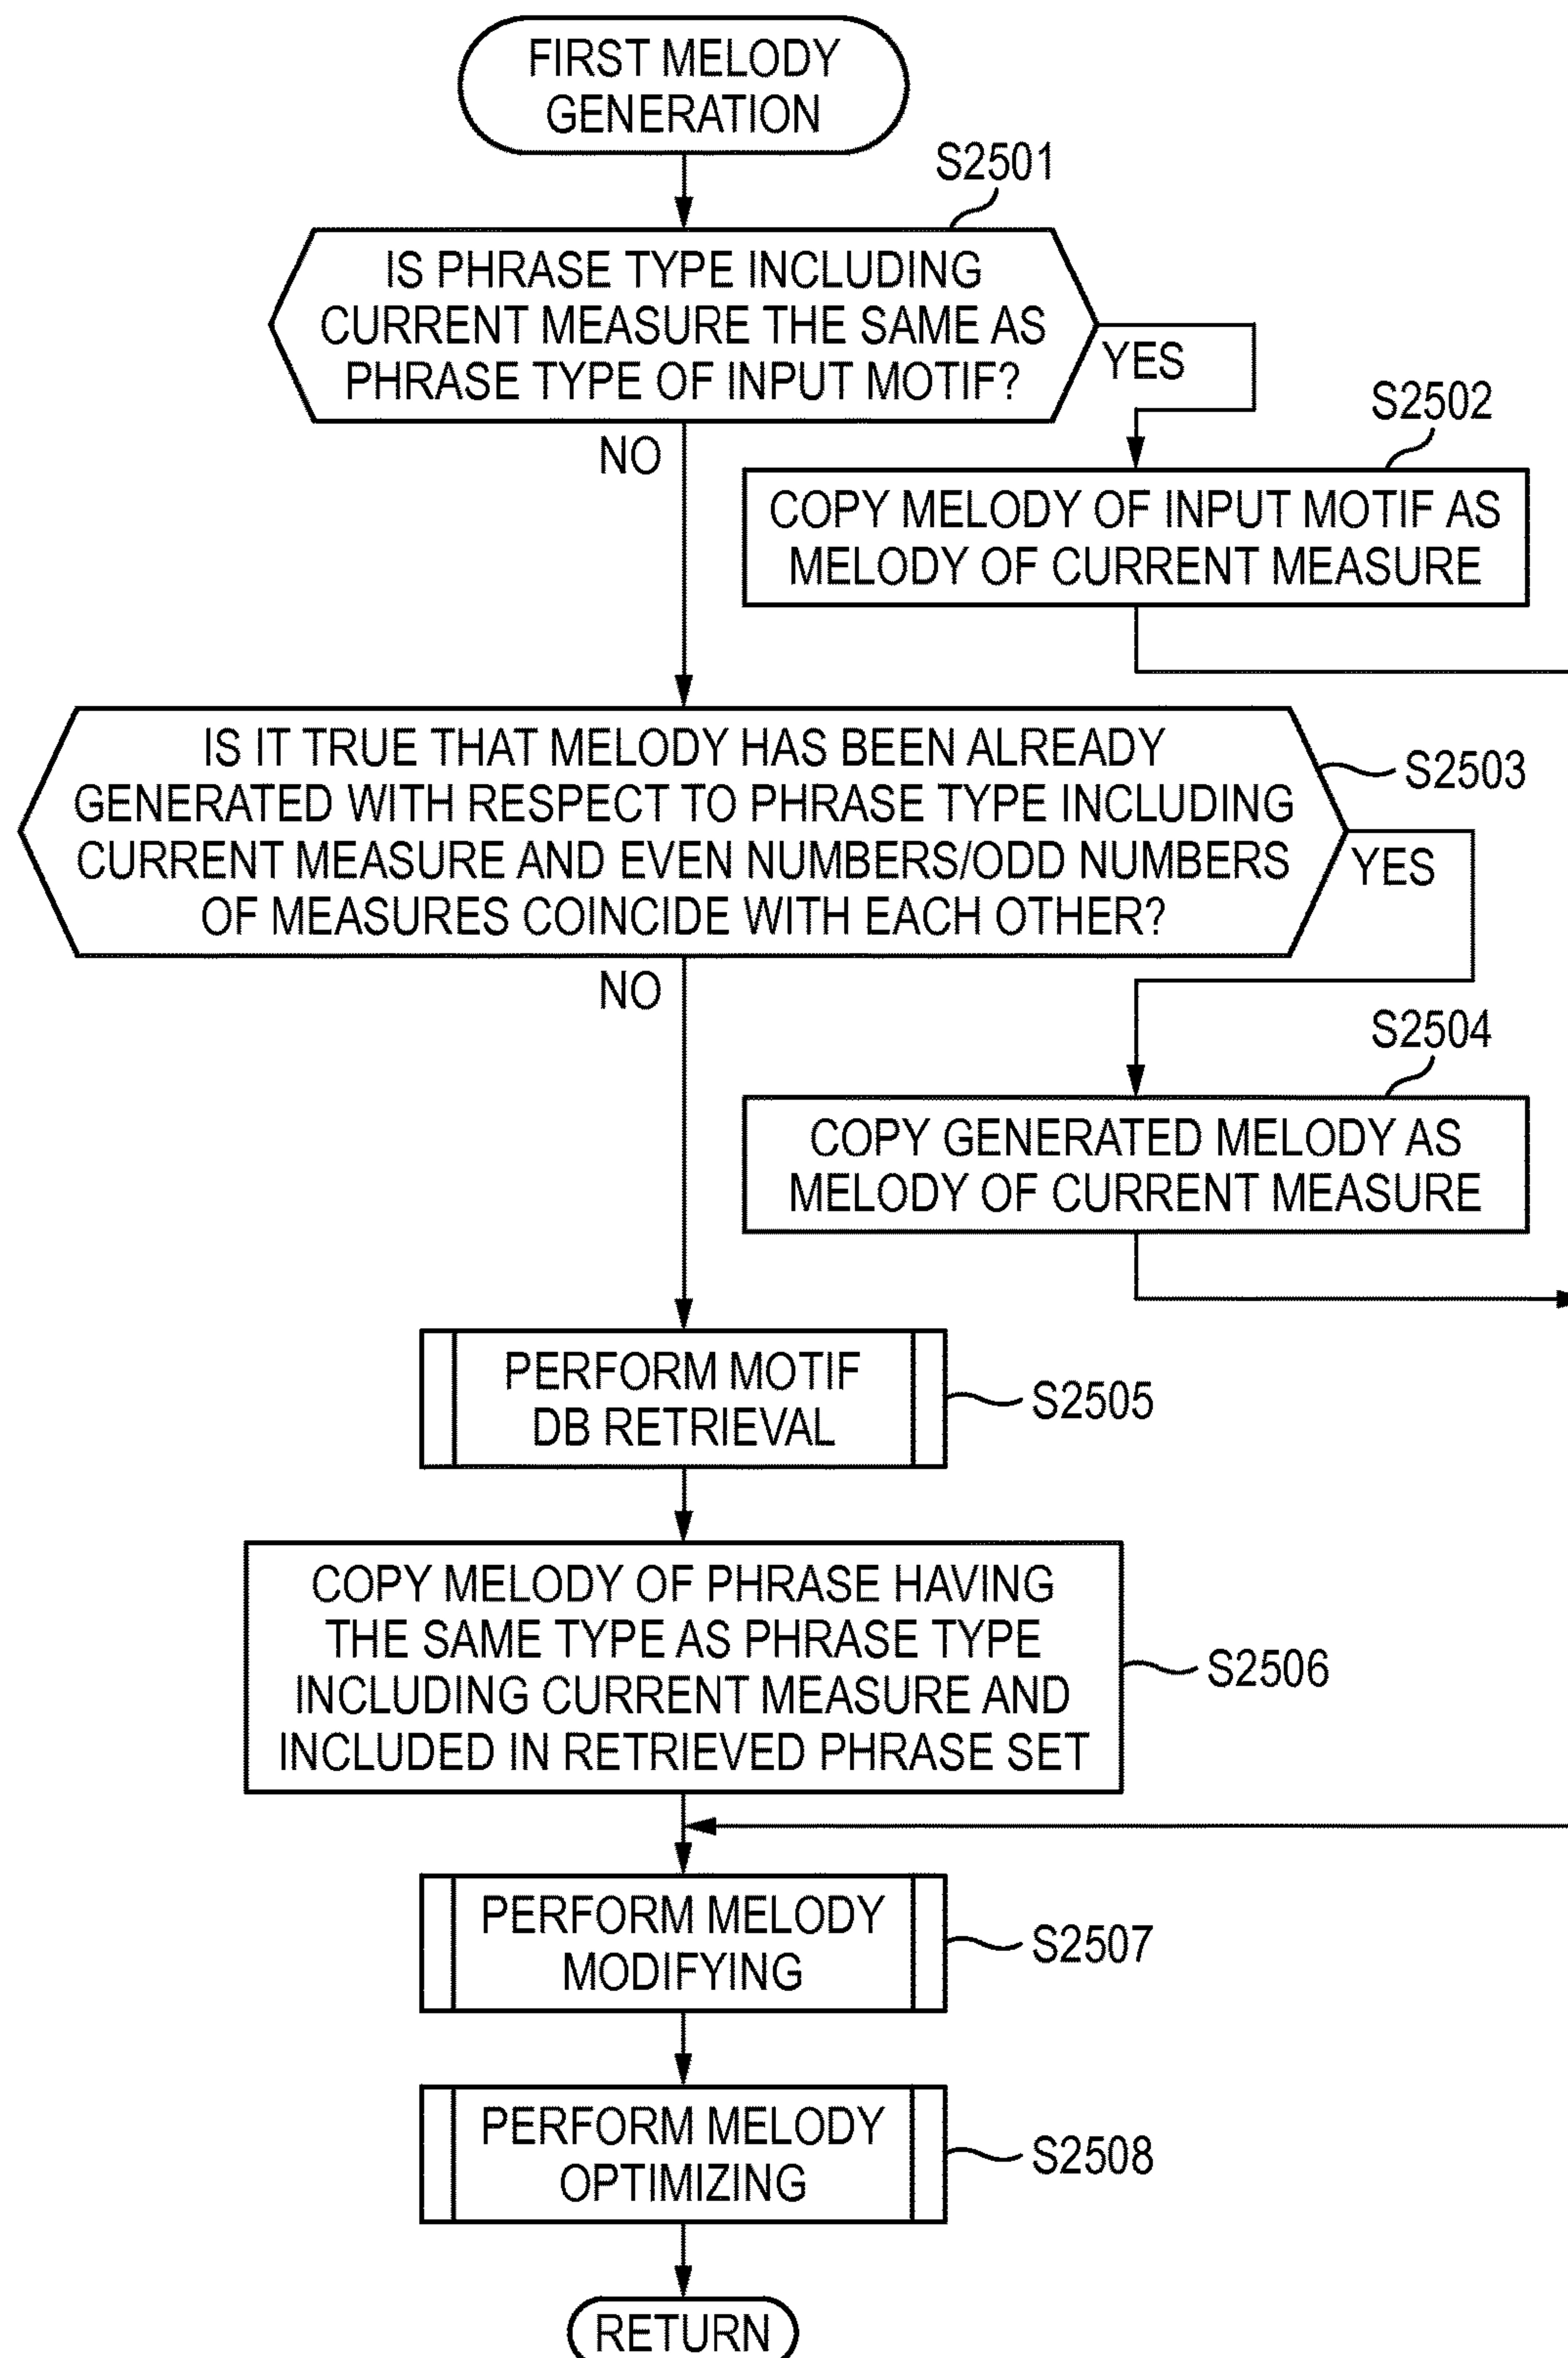 FIRST MELODY
GENERATION
S2501
IS PHRASE TYPE INCLUDING
CURRENT MEASURE THE SAME AS
PHRASE TYPE OF INPUT MOTIF?
YES
NO
S2502
COPY MELODY OF INPUT MOTIF AS
MELODY OF CURRENT MEASURE
IS IT TRUE THAT MELODY HAS BEEN ALREADY
GENERATED WITH RESPECT TO PHRASE TYPE INCLUDING
CURRENT MEASURE AND EVEN NUMBERS/ODD NUMBERS
OF MEASURES COINCIDE WITH EACH OTHER?
S2503
YES
NO
S2504
COPY GENERATED MELODY AS
MELODY OF CURRENT MEASURE
PERFORM MOTIF
DB RETRIEVAL
S2505
COPY MELODY OF PHRASE HAVING
THE SAME TYPE AS PHRASE TYPE
INCLUDING CURRENT MEASURE AND
INCLUDED IN RETRIEVED PHRASE SET
S2506
PERFORM MELODY
MODIFYING
S2507
PERFORM MELODY
OPTIMIZING
S2508
RETURN